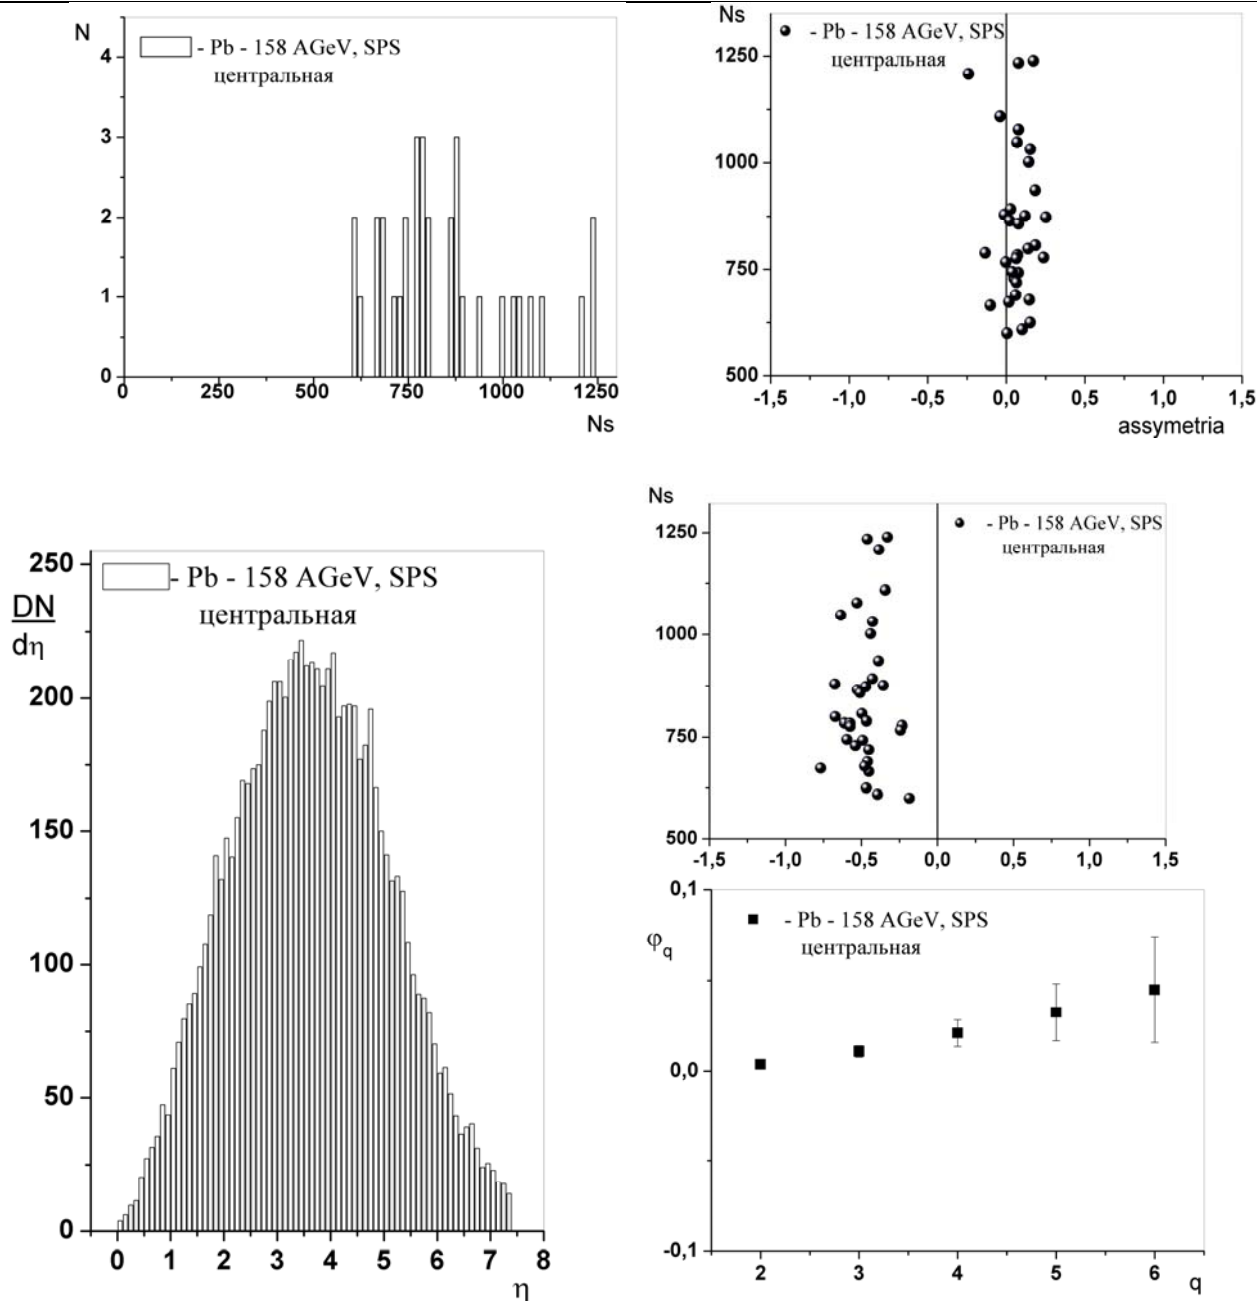 N
- Pb - 158 AGeV, SPS
центральная
4
3
2
1
0
0 250 500 750 1000 1250
Ns
Ns
- Pb - 158 AGeV, SPS
центральная
1250
1000
750
500
-1,5 -1,0 -0,5 0,0 0,5 1,0 1,5
assymetria
250
- Pb - 158 AGeV, SPS
центральная
DN
dη
200
150
100
50
0
0 1 2 3 4 5 6 7 8
η
Ns
- Pb - 158 AGeV, SPS
центральная
1250
1000
750
500
-1,5 -1,0 -0,5 0,0 0,5 1,0 1,5
0,1
- Pb - 158 AGeV, SPS
центральная
φq
0,0
-0,1
2 3 4 5 6
q